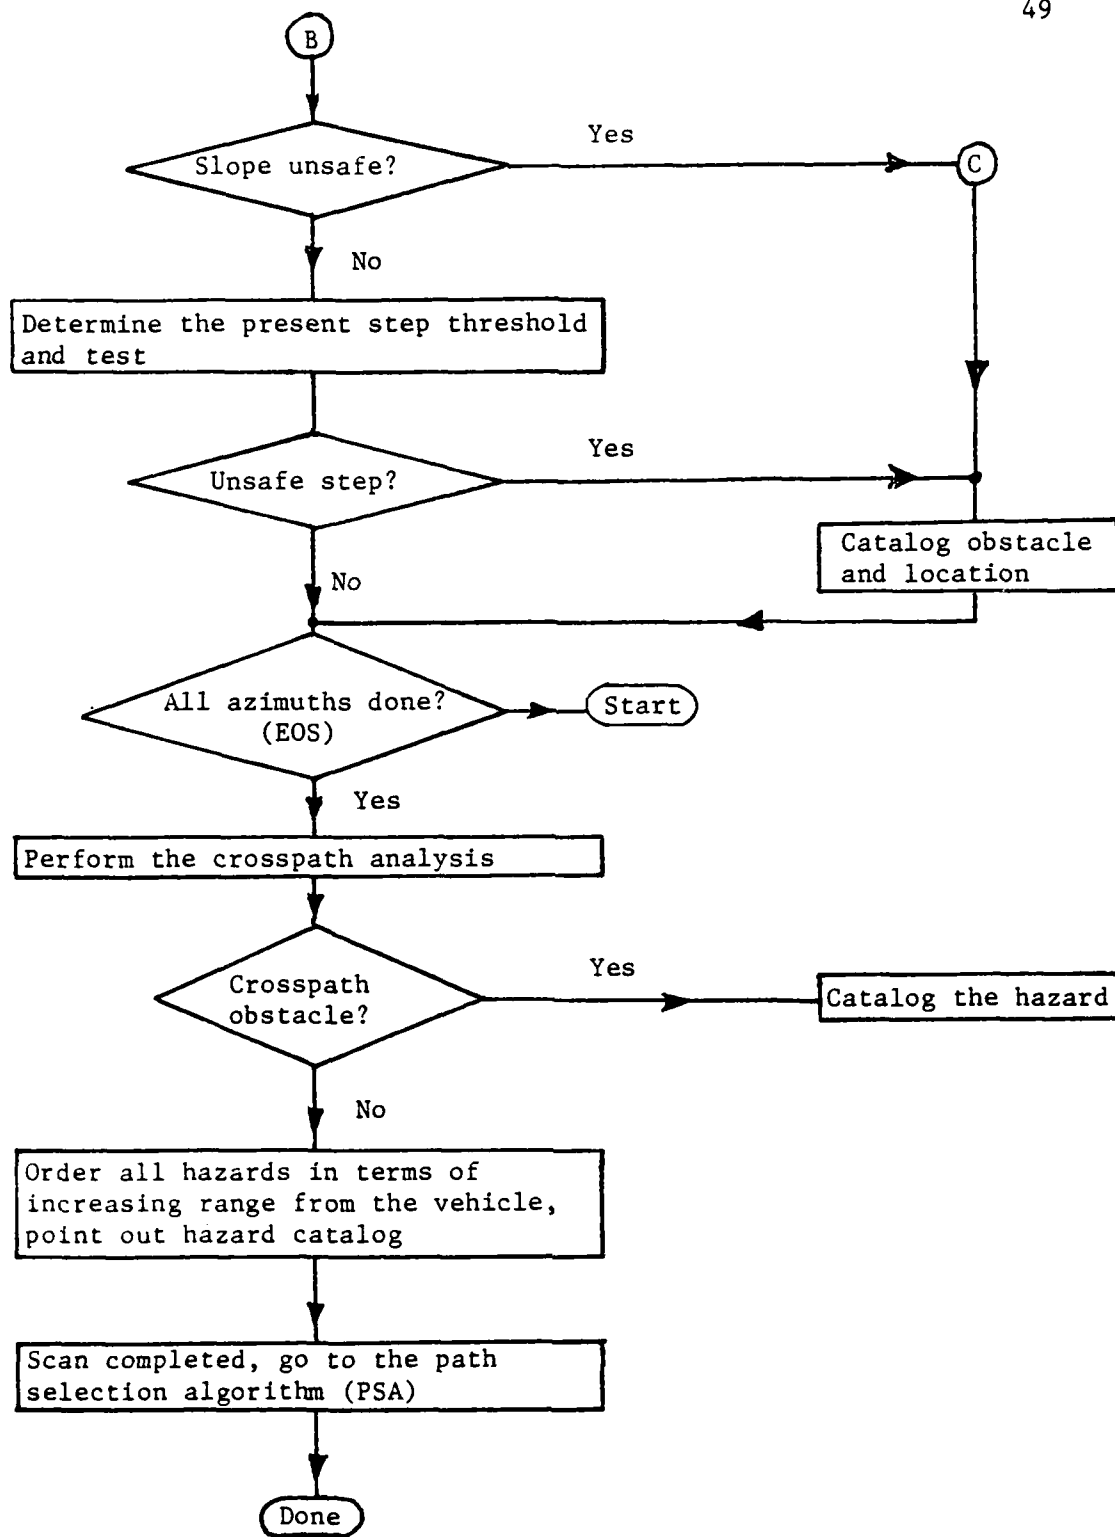 49
B
Yes
Slope unsafe?
C
No
Determine the present step threshold
and test
Yes
Unsafe step?
Catalog obstacle
and location
No
All azimuths done?
(EOS)
Start
Yes
Perform the crosspath analysis
Yes
Crosspath
obstacle?
Catalog the hazard
No
Order all hazards in terms of
increasing range from the vehicle,
point out hazard catalog
Scan completed, go to the path
selection algorithm (PSA)
Done